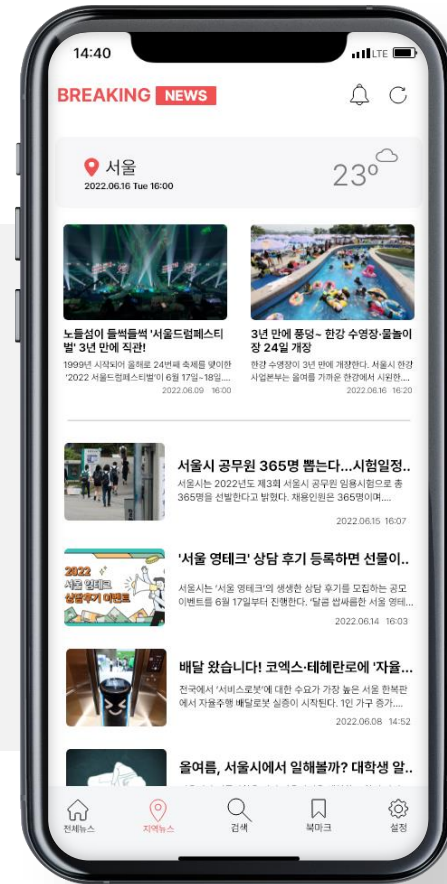 14:40
LTE
BREAKING NEWS
서울
2022.06.16 Tue 16:00
23º
노들섬이 들썩들썩 '서울드럼페스티
벌' 3년 만에 직관!
1999년 시작되어 올해로 24번째 축제를 맞이한
'2022 서울드럼페스티벌'이 6월 17일~18일....
2022.06.09 16:00
3년 만에 풍덩~ 한강 수영장·물놀이
장 24일 개장
한강 수영장이 3년 만에 개장한다. 서울시 한강
사업본부는 올여름 가까운 한강에서 시원한....
2022.06.16 16:20
서울시 공무원 365명 뽑는다...시험일정..
서울시는 2022년도 제3회 서울시 공무원 임용시험으로 총
365명을 선발한다고 밝혔다. 채용인원은 365명이며....
2022.06.15 16:07
2022
서울 영테크
상담후기 이벤트
'서울 영테크' 상담 후기 등록하면 선물이..
서울시는 '서울 영테크'의 생생한 상담 후기를 모집하는 공모
이벤트를 6월 17일부터 진행한다. '달콤 쌉싸름한 서울 영테...
2022.06.14 16:03
배달 왔습니다! 코엑스·테헤란로에 '자율...
전국에서 '서비스로봇'에 대한 수요가 가장 높은 서울 한복판
에서 자율주행 배달로봇 실증이 시작된다. 1인 가구 증가....
2022.06.08 14:52
올여름, 서울시에서 일해볼까? 대학생 알..
전체뉴스
지역뉴스
검색
북마크
설정